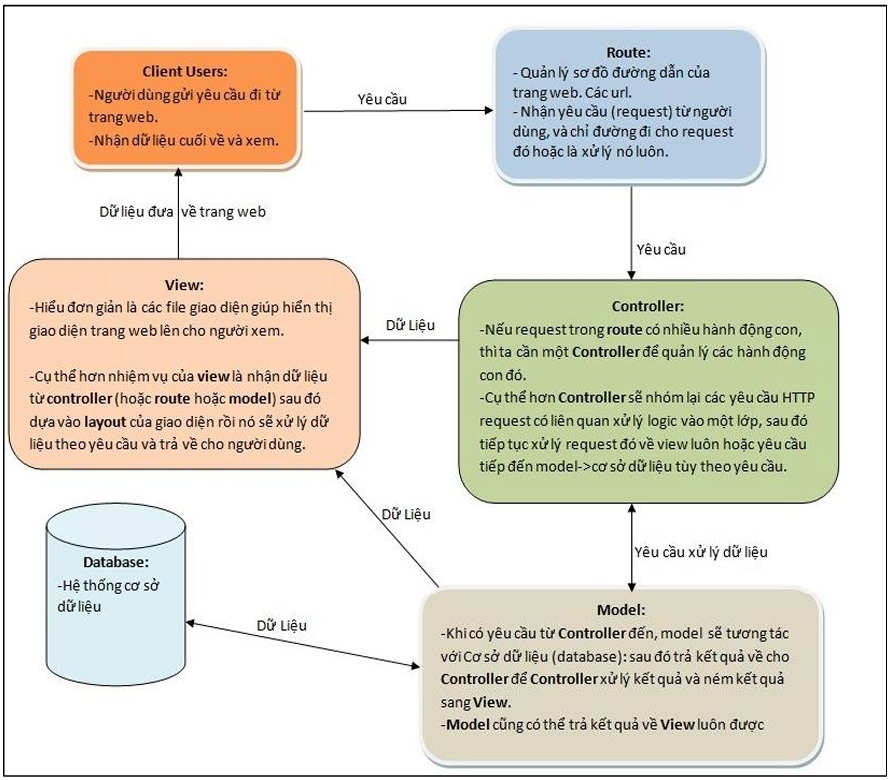 Client Users:
-Người dùng gửi yêu cầu đi từ
trang web.
-Nhận dữ liệu cuối về và xem.
Yêu cầu
Route:
- Quản lý sơ đồ đường dẫn của
trang web. Các url.
- Nhận yêu cầu (request) từ người
dùng, và chỉ đường đi cho request
đó hoặc là xử lý nó luôn.
Dữ liệu đưa về trang web
Yêu cầu
View:
-Hiểu đơn giản là các file giao diện giúp hiển thị
giao diện trang web lên cho người xem.
-Cụ thể hơn nhiệm vụ của view là nhận dữ liệu
từ controller (hoặc route hoặc model) sau đó
dựa vào layout của giao diện rồi nó sẽ xử lý dữ
liệu theo yêu cầu và trả về cho người dùng.
Dữ Liệu
Controller:
-Nếu request trong route có nhiều hành động con,
thì ta cần một Controller để quản lý các hành động
con đó.
-Cụ thể hơn Controller sẽ nhóm lại các yêu cầu HTTP
request có liên quan xử lý logic vào một lớp, sau đó
tiếp tục xử lý request đó về view luôn hoặc yêu cầu
tiếp đến model->cơ sở dữ liệu tùy theo yêu cầu.
Dữ Liệu
Yêu cầu xử lý dữ liệu
Database:
-Hệ thống cơ sở
dữ liệu
Dữ Liệu
Model:
-Khi có yêu cầu từ Controller đến, model sẽ tương tác
với Cơ sở dữ liệu (database): sau đó trả kết quả về cho
Controller để Controller xử lý kết quả và ném kết quả
sang View.
-Model cũng có thể trả kết quả về View luôn được